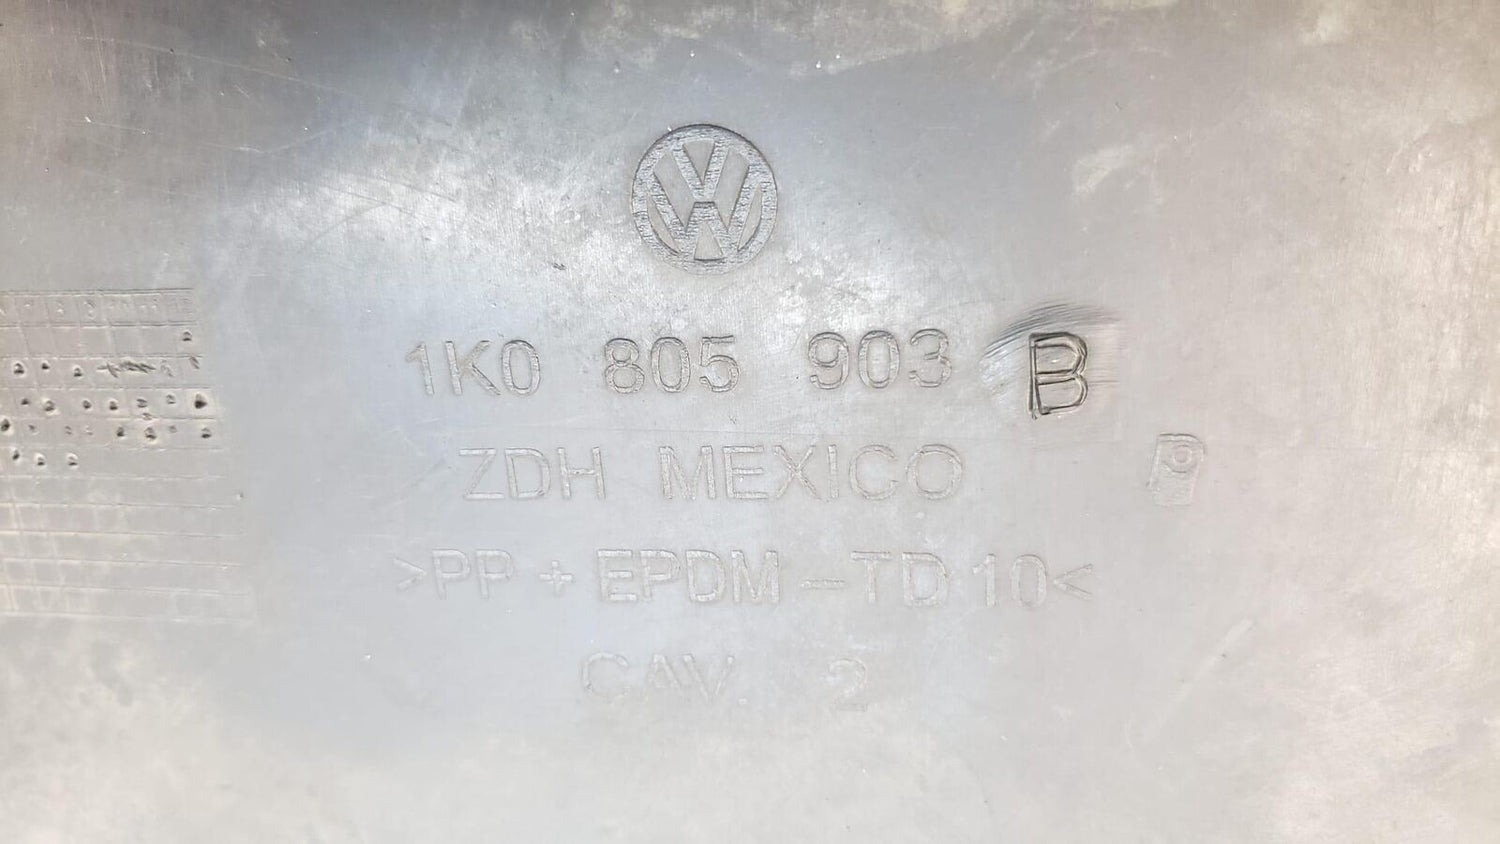 1K0 805 903 B
ZDH MEXICO
>PP + EPDM - TD 10<
CAV. 2